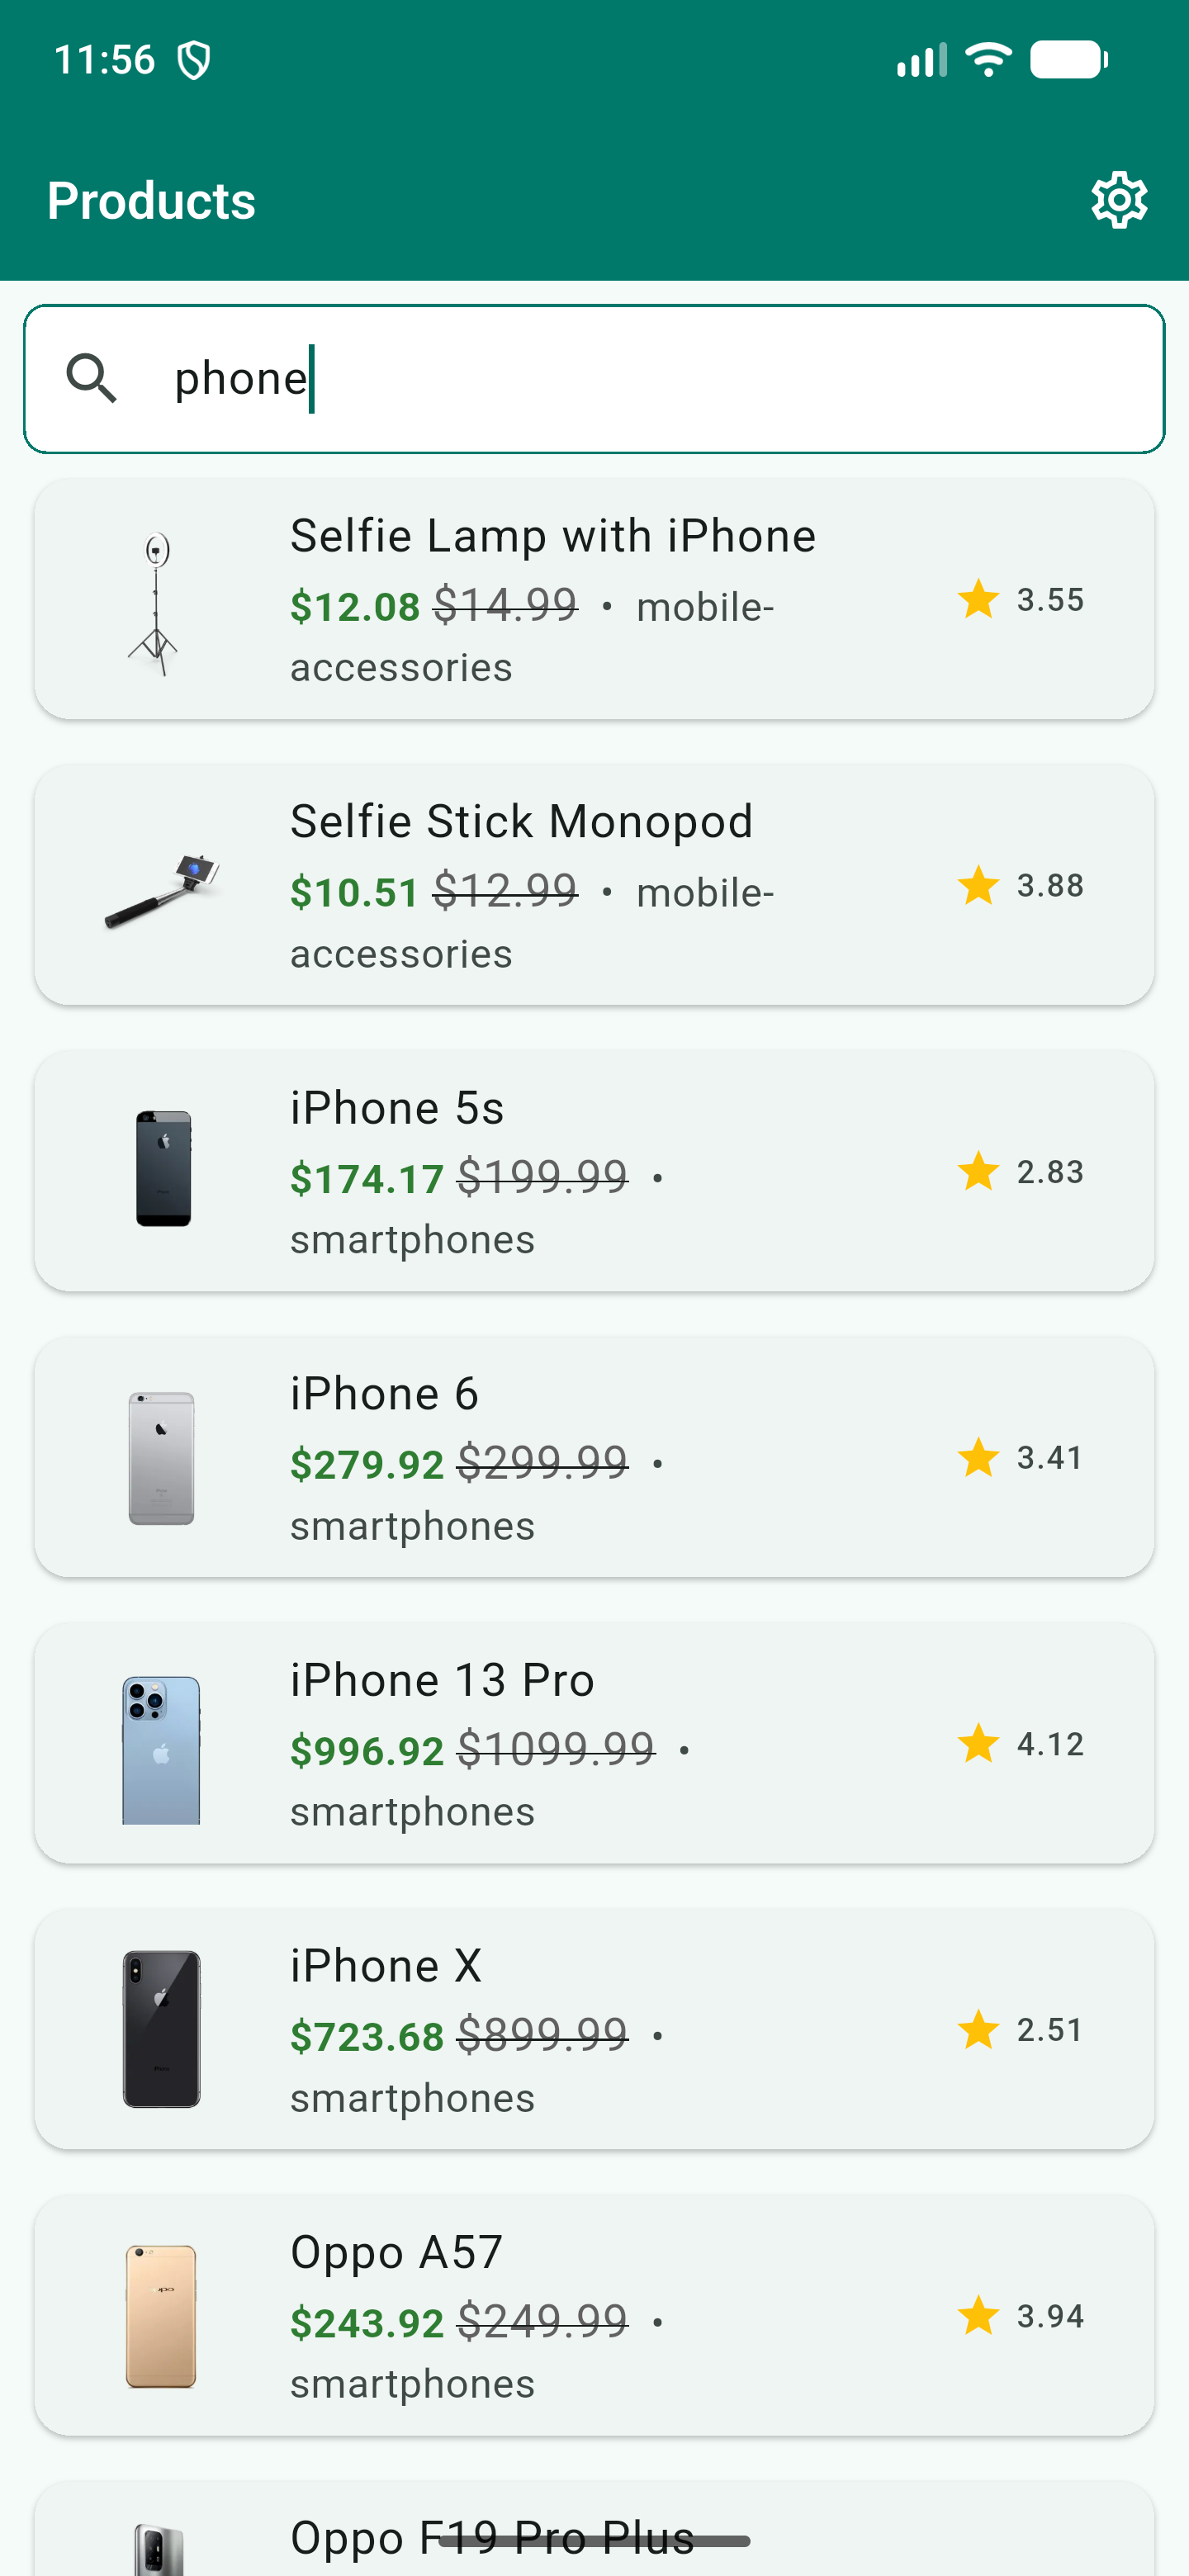 11:56
Products
phone
Selfie Lamp with iPhone
$12.08 $14.99 • mobile-
accessories
3.55
Selfie Stick Monopod
$10.51 $12.99 • mobile-
accessories
3.88
iPhone 5s
$174.17 $199.99 •
smartphones
2.83
iPhone 6
$279.92 $299.99 •
smartphones
3.41
iPhone 13 Pro
$996.92 $1099.99 •
smartphones
4.12
iPhone X
$723.68 $899.99 •
smartphones
2.51
Oppo A57
$243.92 $249.99 •
smartphones
3.94
Oppo F19 Pro Plus